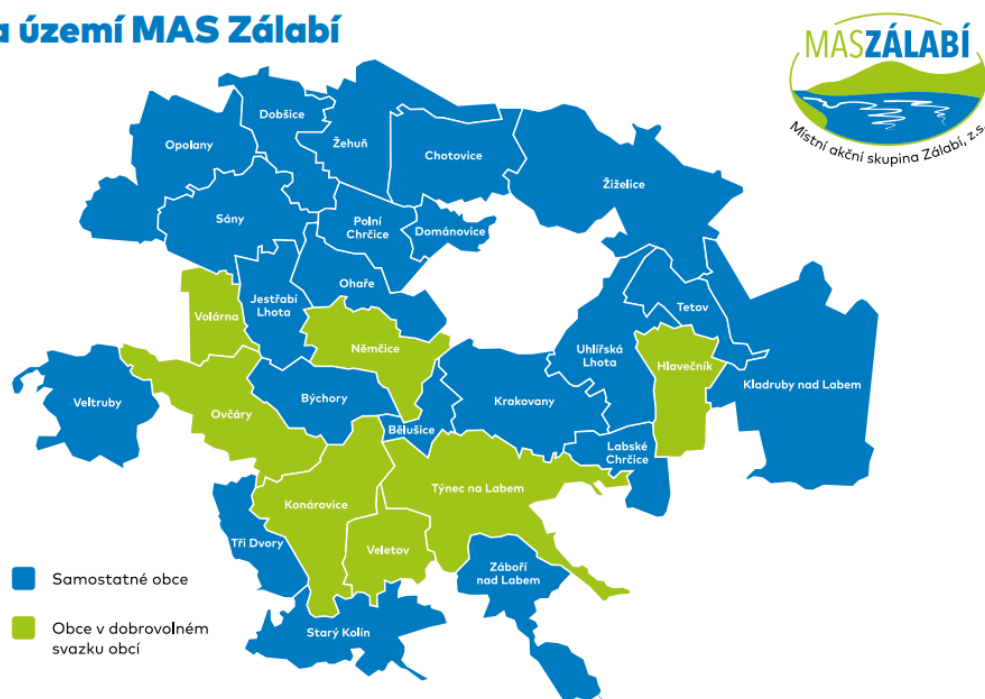 a území MAS Zálabí
MASZÁLABÍ
Místní akční skupina Zálabí, z.s.
Dobšice
Opolany
Žehuň
Chotovice
Žiželice
Sány
Polní
Chrčice
Dománovice
Ohaře
Jestřabí
Lhota
Volárna
Tetov
Němčice
Uhlířská
Lhota
Hlavečník
Kladruby nad Labem
Veltruby
Ovčáry
Býchory
Krakovany
Bělušice
Labské
Chrčice
Konárovice
Týnec na Labem
Tři Dvory
Veletov
Záboří
nad Labem
Starý Kolín
Samostatné obce
Obce v dobrovolném
svazku obcí